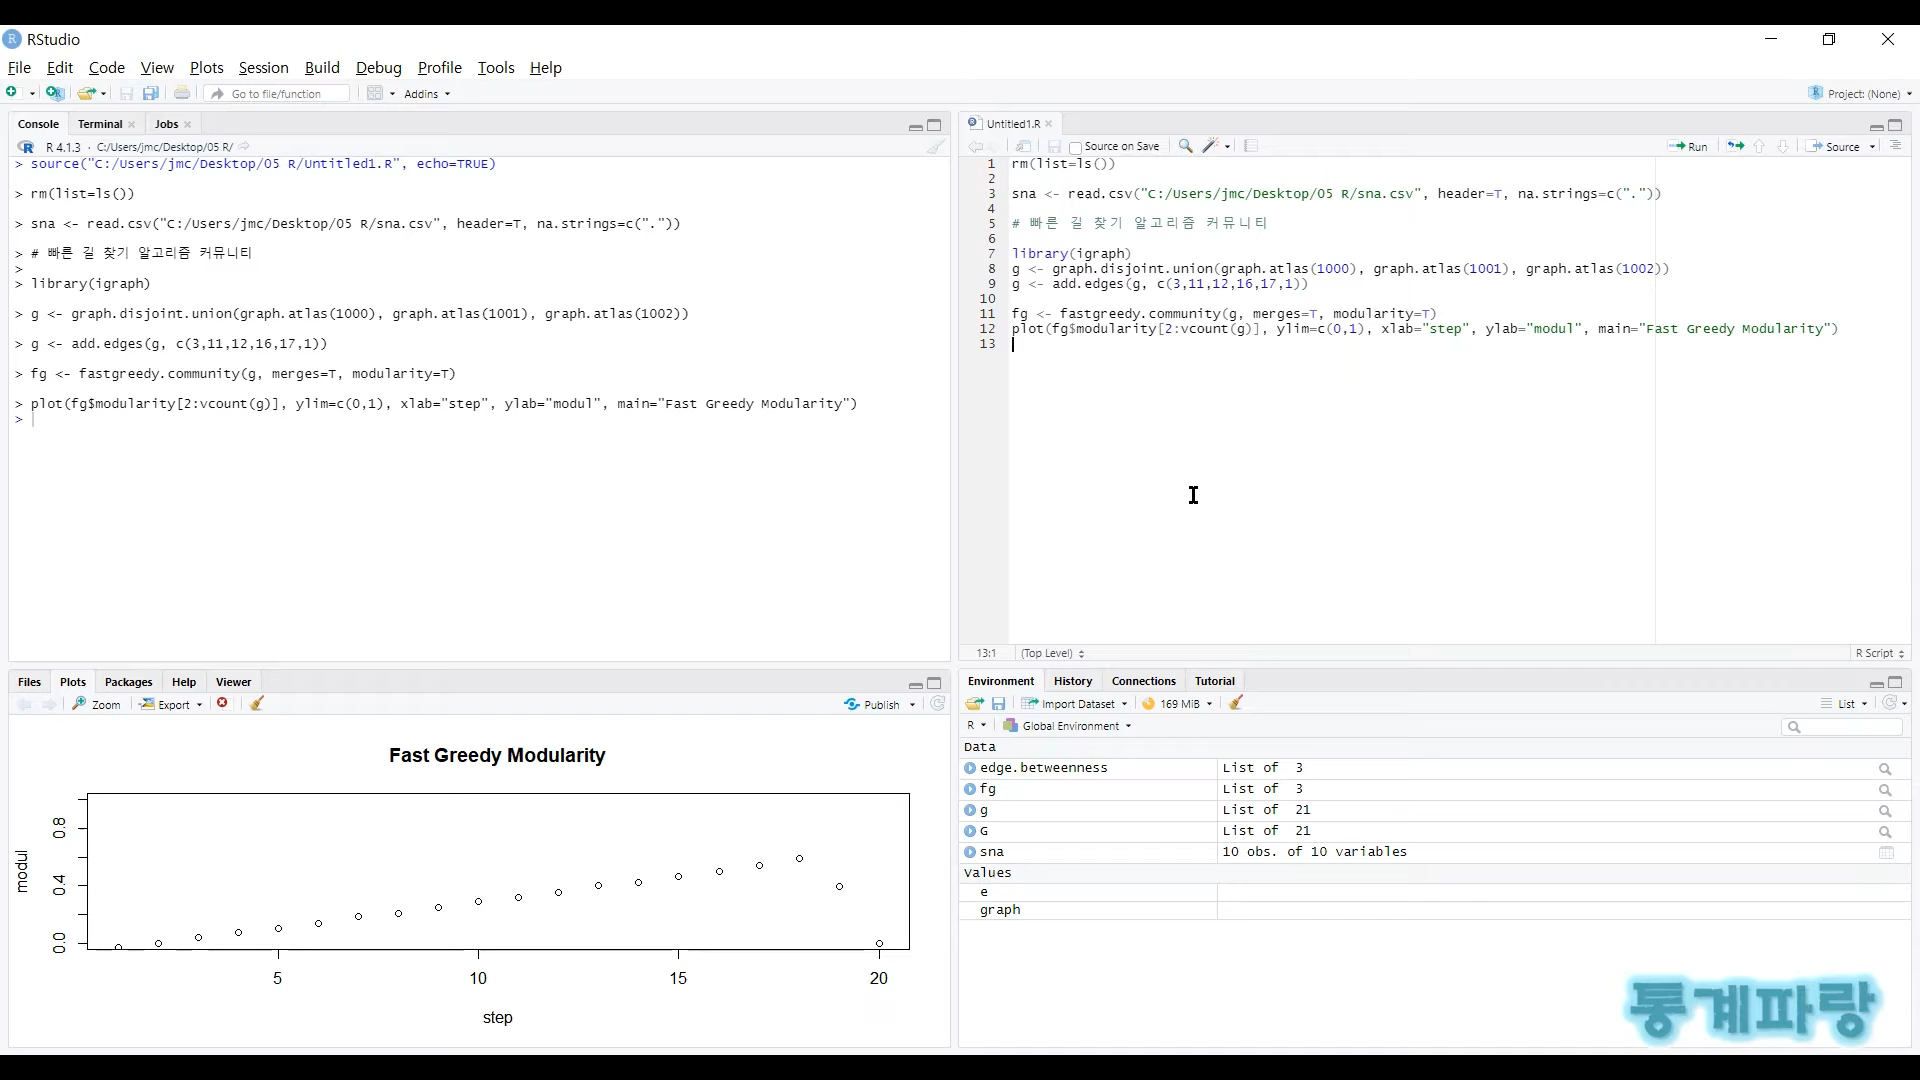 RStudio
File Edit Code View Plots Session Build Debug Profile Tools Help
Go to file/function Addins Project: (None)
Console Terminal Jobs
R 4.1.3 · C:/Users/jmc/Desktop/05 R/
> source("C:/Users/jmc/Desktop/05 R/Untitled1.R", echo=TRUE)
> rm(list=ls())
> sna <- read.csv("C:/Users/jmc/Desktop/05 R/sna.csv", header=T, na.strings=c("."))
> # 빠른 길 찾기 알고리즘 커뮤니티
>
> library(igraph)
> g <- graph.disjoint.union(graph.atlas(1000), graph.atlas(1001), graph.atlas(1002))
> g <- add.edges(g, c(3,11,12,16,17,1))
> fg <- fastgreedy.community(g, merges=T, modularity=T)
> plot(fg$modularity[2:vcount(g)], ylim=c(0,1), xlab="step", ylab="modul", main="Fast Greedy Modularity")
>
Untitled1.R
Source on Save Run Source
1 rm(list=ls())
2
3 sna <- read.csv("C:/Users/jmc/Desktop/05 R/sna.csv", header=T, na.strings=c("."))
4
5 # 빠른 길 찾기 알고리즘 커뮤니티
6
7 library(igraph)
8 g <- graph.disjoint.union(graph.atlas(1000), graph.atlas(1001), graph.atlas(1002))
9 g <- add.edges(g, c(3,11,12,16,17,1))
10
11 fg <- fastgreedy.community(g, merges=T, modularity=T)
12 plot(fg$modularity[2:vcount(g)], ylim=c(0,1), xlab="step", ylab="modul", main="Fast Greedy Modularity")
13
13:1 (Top Level) R Script
Files Plots Packages Help Viewer
Zoom Export Publish
Fast Greedy Modularity
modul
0.8
0.4
0.0
5 10 15 20
step
Environment History Connections Tutorial
Import Dataset 169 MiB List
R Global Environment
Data
edge.betweenness List of 3
fg List of 3
g List of 21
G List of 21
sna 10 obs. of 10 variables
Values
e
graph
통계파랑